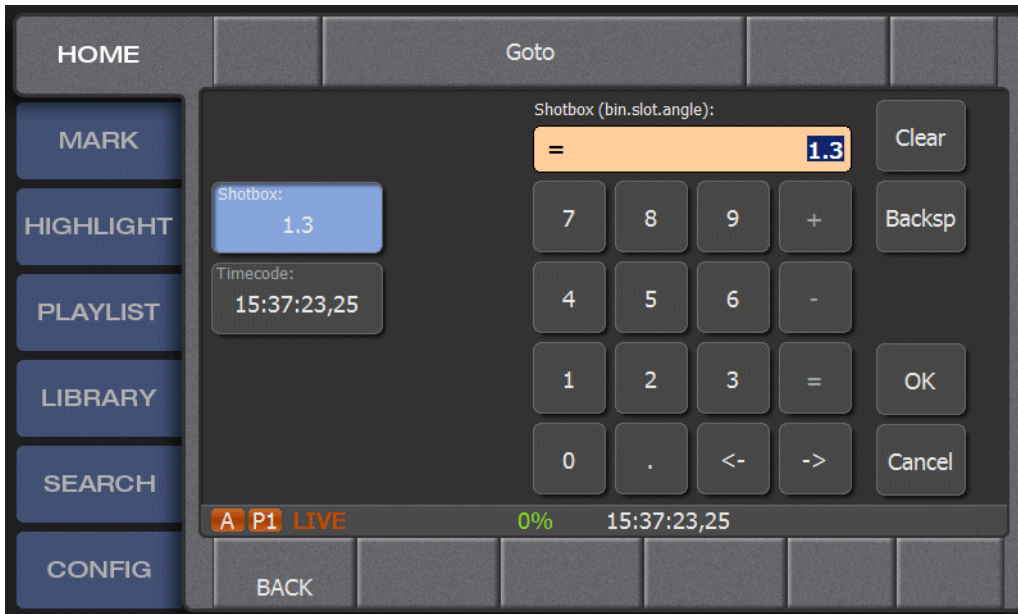 HOME
Goto
MARK
HIGHLIGHT
PLAYLIST
LIBRARY
SEARCH
CONFIG
Shotbox:
1.3
Timecode:
15:37:23,25
Shotbox (bin.slot.angle):
= 1.3
Clear
7 8 9 + Backsp
4 5 6 -
1 2 3 = OK
0 . <- -> Cancel
A P1 LIVE 0% 15:37:23,25
BACK